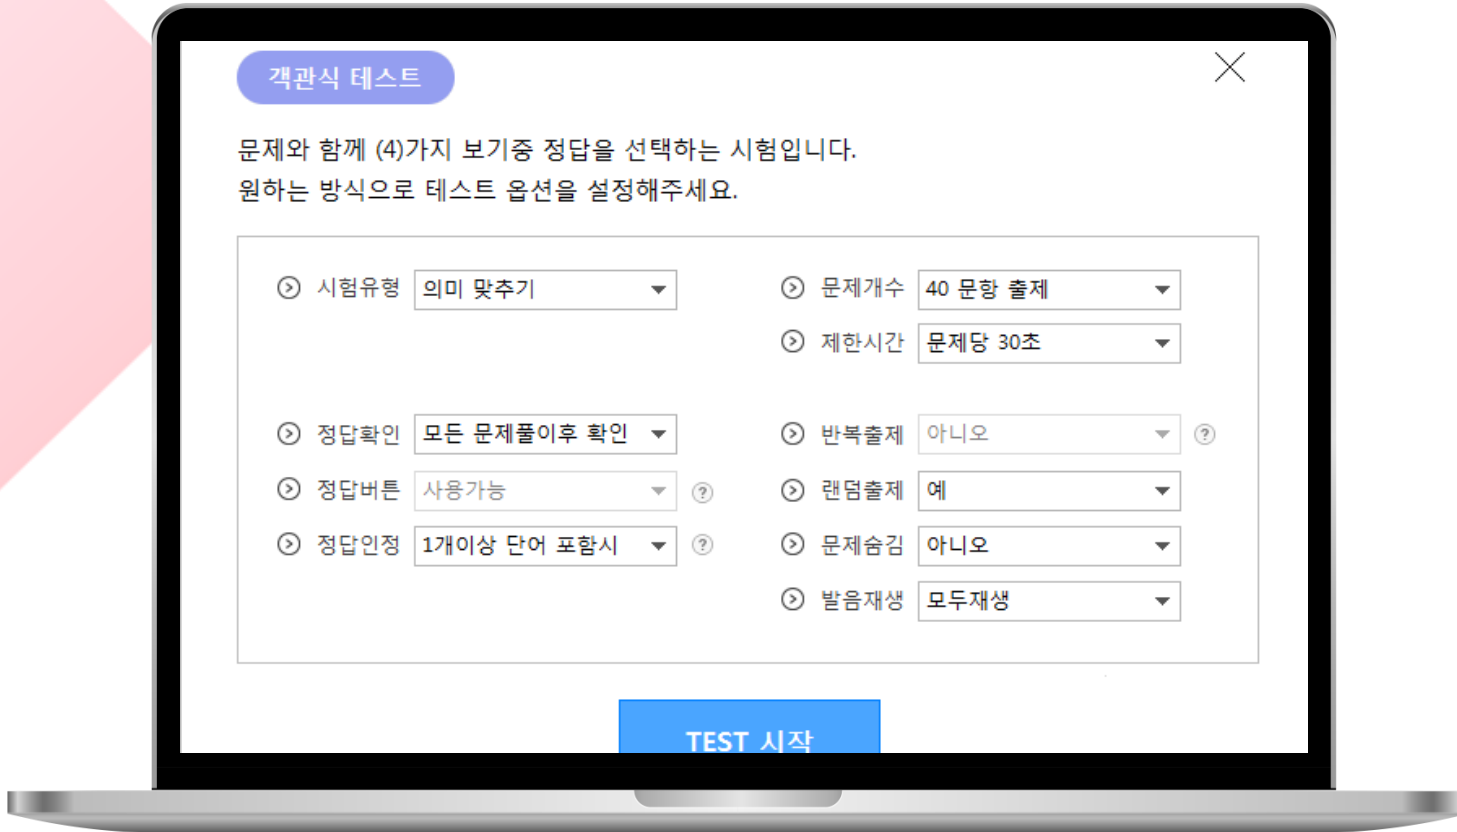 객관식 테스트
문제와 함께 (4)가지 보기중 정답을 선택하는 시험입니다.
원하는 방식으로 테스트 옵션을 설정해주세요.
시험유형 의미 맞추기
문제개수 40 문항 출제
제한시간 문제당 30초
정답확인 모든 문제풀이후 확인
반복출제 아니오 ?
정답버튼 사용가능 ?
랜덤출제 예
정답인정 1개이상 단어 포함시 ?
문제숨김 아니오
발음재생 모두재생
TEST 시작